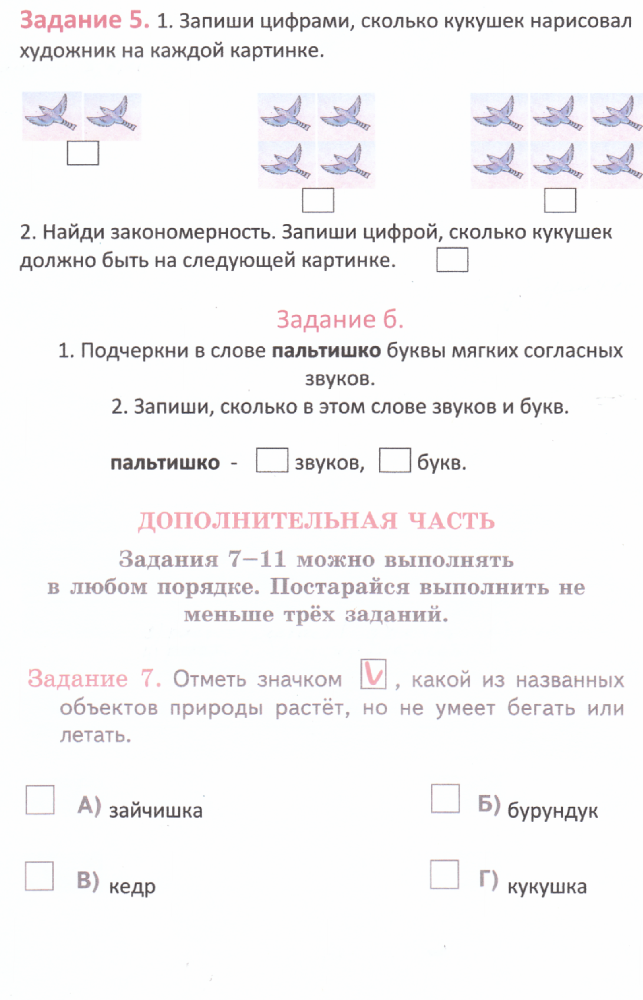 Задание 5. 1. Запиши цифрами, сколько кукушек нарисовал
художник на каждой картинке.
2. Найди закономерность. Запиши цифрой, сколько кукушек
должно быть на следующей картинке.
Задание 6.
1. Подчеркни в слове пальтишко буквы мягких согласных
звуков.
2. Запиши, сколько в этом слове звуков и букв.
пальтишко - звуков, букв.
ДОПОЛНИТЕЛЬНАЯ ЧАСТЬ
Задания 7—11 можно выполнять
в любом порядке. Постарайся выполнить не
меньше трёх заданий.
Задание 7. Отметь значком V, какой из названных
объектов природы растёт, но не умеет бегать или
летать.
А) зайчишка
Б) бурундук
В) кедр
Г) кукушка